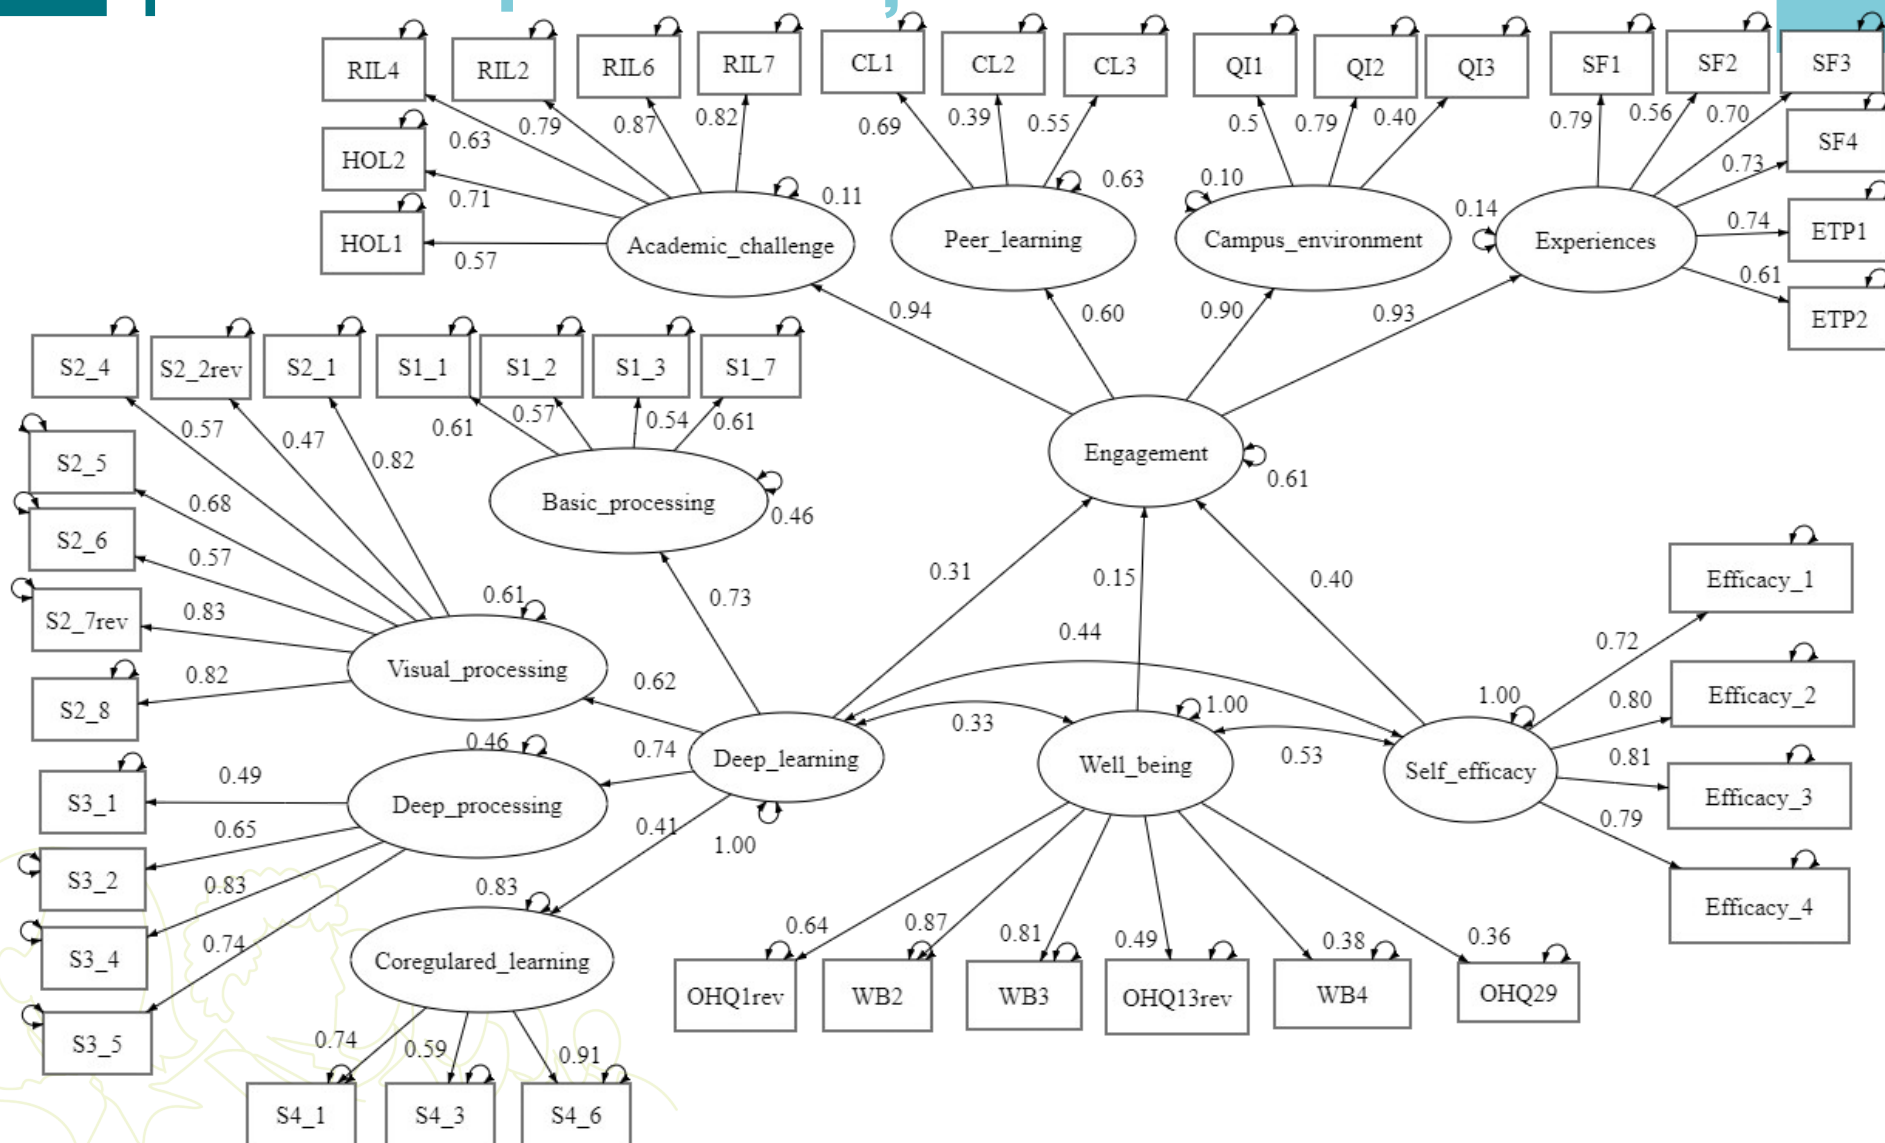 RIL4
RIL2
RIL6
RIL7
CL1
CL2
CL3
QI1
QI2
QI3
SF1
SF2
SF3
0.63
0.79
0.87
0.82
0.69
0.39
0.55
0.5
0.79
0.40
0.79
0.56
0.70
SF4
HOL2
0.71
0.11
0.63
0.10
0.14
0.73
HOL1
0.57
Academic_challenge
Peer_learning
Campus_environment
Experiences
0.74
ETP1
0.61
ETP2
0.94
0.60
0.90
0.93
S2_4
S2_2rev
S2_1
S1_1
S1_2
S1_3
S1_7
0.57
0.47
0.82
0.61
0.57
0.54
0.61
S2_5
0.68
Basic_processing
0.46
Engagement
0.61
S2_6
0.57
0.61
0.73
0.31
0.15
0.40
Efficacy_1
S2_7rev
0.83
Visual_processing
0.62
0.44
0.72
S2_8
0.82
0.33
1.00
0.53
1.00
0.80
Efficacy_2
0.46
0.74
Deep_learning
Well_being
Self_efficacy
0.81
Efficacy_3
S3_1
0.49
Deep_processing
0.41
1.00
0.79
Efficacy_4
S3_2
0.65
0.83
0.83
S3_4
0.74
Coregulared_learning
0.64
0.87
0.81
0.49
0.38
0.36
S3_5
OHQ1rev
WB2
WB3
OHQ13rev
WB4
OHQ29
0.74
0.59
0.91
S4_1
S4_3
S4_6